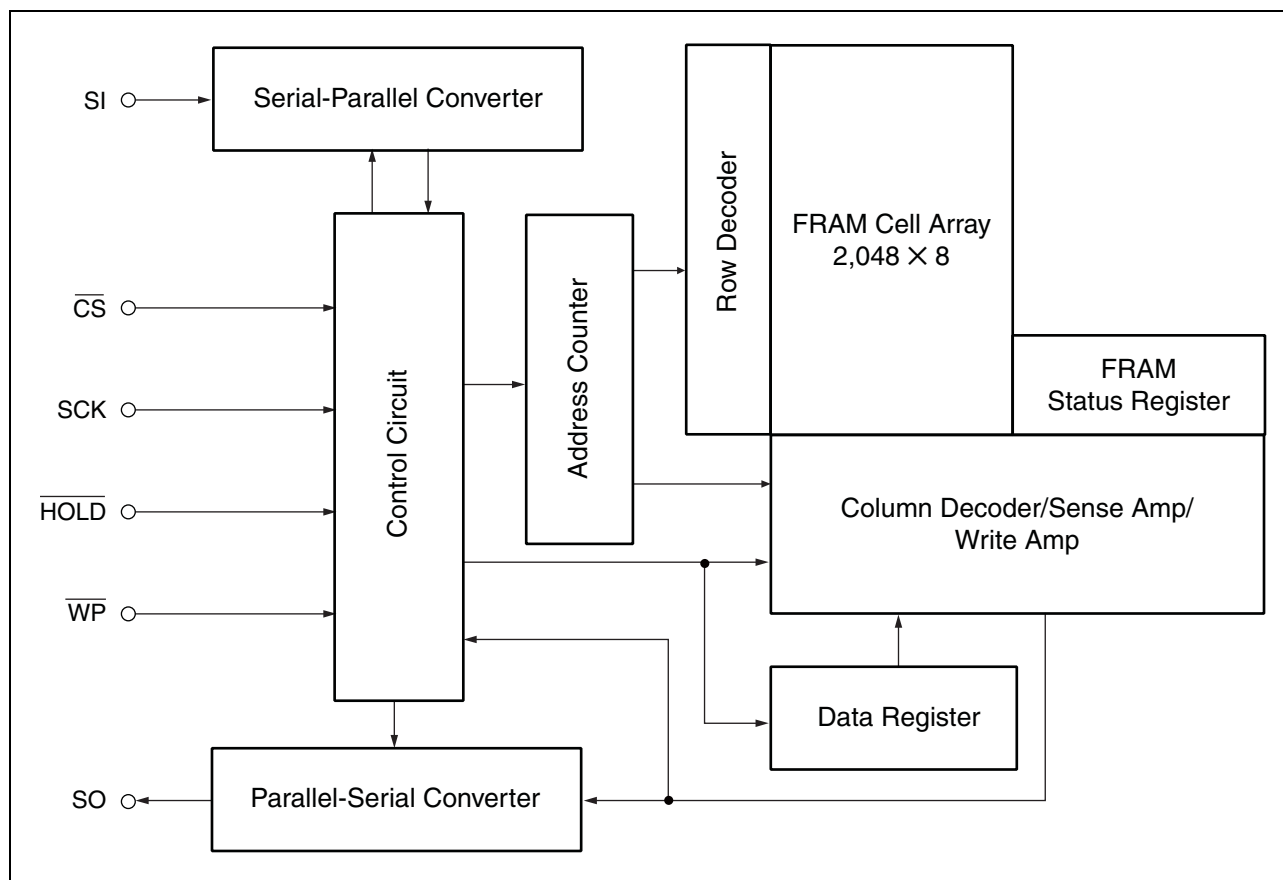 SI
Serial-Parallel Converter
Row Decoder
FRAM Cell Array
2,048 × 8
CS
SCK
HOLD
WP
Control Circuit
Address Counter
FRAM
Status Register
Column Decoder/Sense Amp/
Write Amp
Data Register
SO
Parallel-Serial Converter